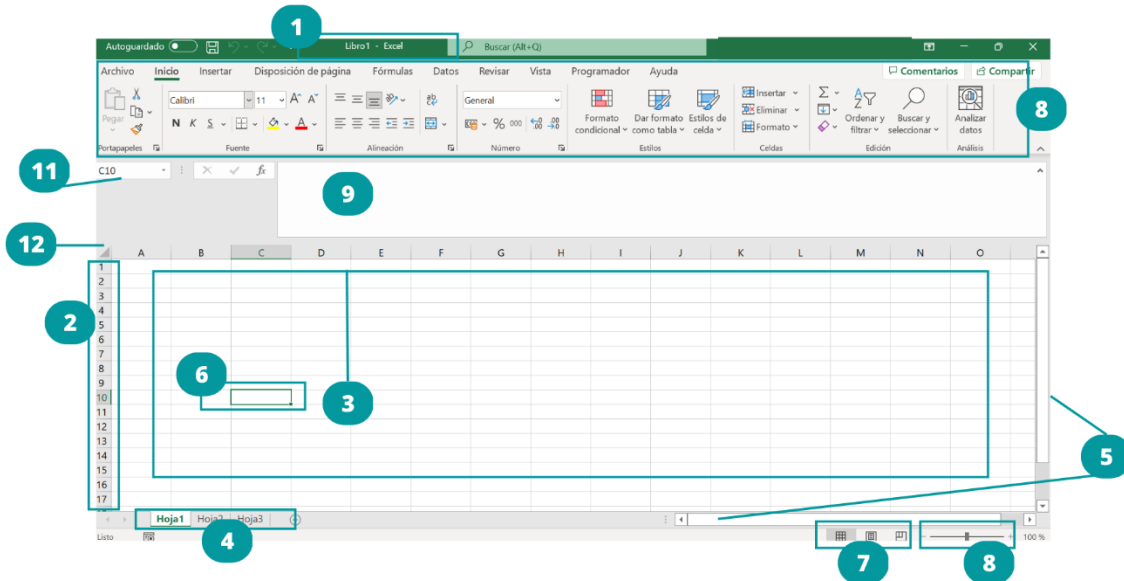 1
Autoguardado Libro1 - Excel Buscar (Alt+Q)
Archivo Inicio Insertar Disposición de página Fórmulas Datos Revisar Vista Programador Ayuda Comentarios Compartir
Calibri 11 General Insertar
Pegar Eliminar
N K S % 000 Formato Dar formato Estilos de Formato Ordenar y Buscar y Analizar 8
condicional como tabla celda filtrar seleccionar datos
Portapapeles Fuente Alineación Número Estilos Celdas Edición Análisis
11 C10 fx 9
12 A B C D E F G H I J K L M N O
1
2
3
4
2 5
6
7
8
6 9
10 3
11
12
13
14 5
15
16
17
Hoja1 Hoja2 Hoja3
4
Listo 100 %
7 8